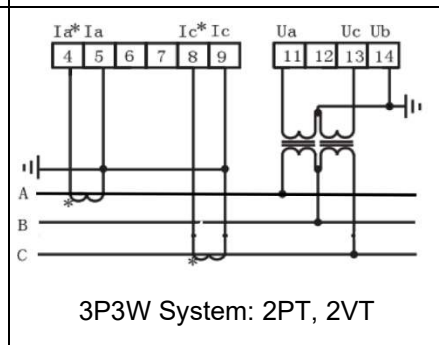 Ia* Ia Ic* Ic Ua Uc Ub
4 5 6 7 8 9 11 12 13 14
A
*
B
C
*
3P3W System: 2PT, 2VT